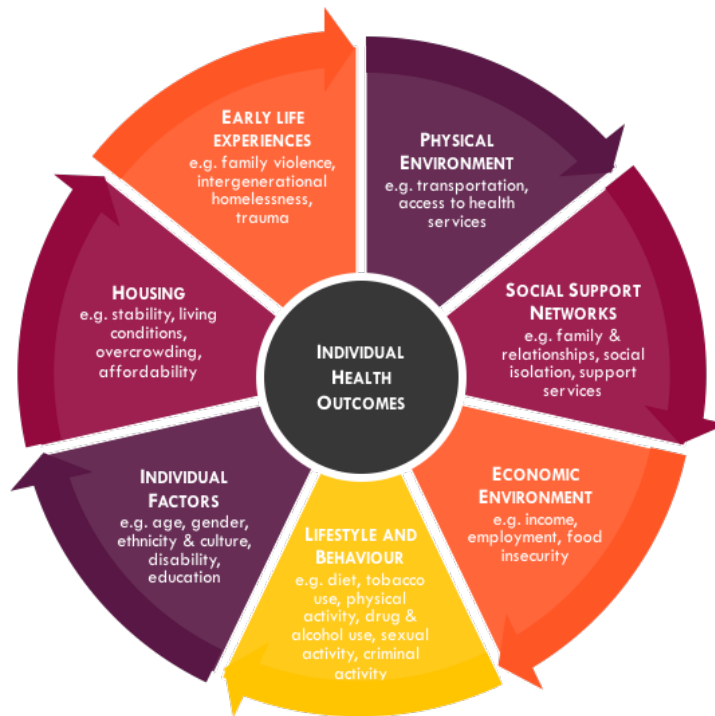 EARLY LIFE
EXPERIENCES
e.g. family violence,
intergenerational
homelessness,
trauma
PHYSICAL
ENVIRONMENT
e.g. transportation,
access to health
services
SOCIAL SUPPORT
NETWORKS
e.g. family &
relationships, social
isolation, support
services
ECONOMIC
ENVIRONMENT
e.g. income,
employment, food
insecurity
LIFESTYLE AND
BEHAVIOUR
e.g. diet, tobacco
use, physical
activity, drug &
alcohol use, sexual
activity, criminal
activity
INDIVIDUAL
FACTORS
e.g. age, gender,
ethnicity & culture,
disability,
education
HOUSING
e.g. stability, living
conditions,
overcrowding,
affordability
INDIVIDUAL
HEALTH
OUTCOMES